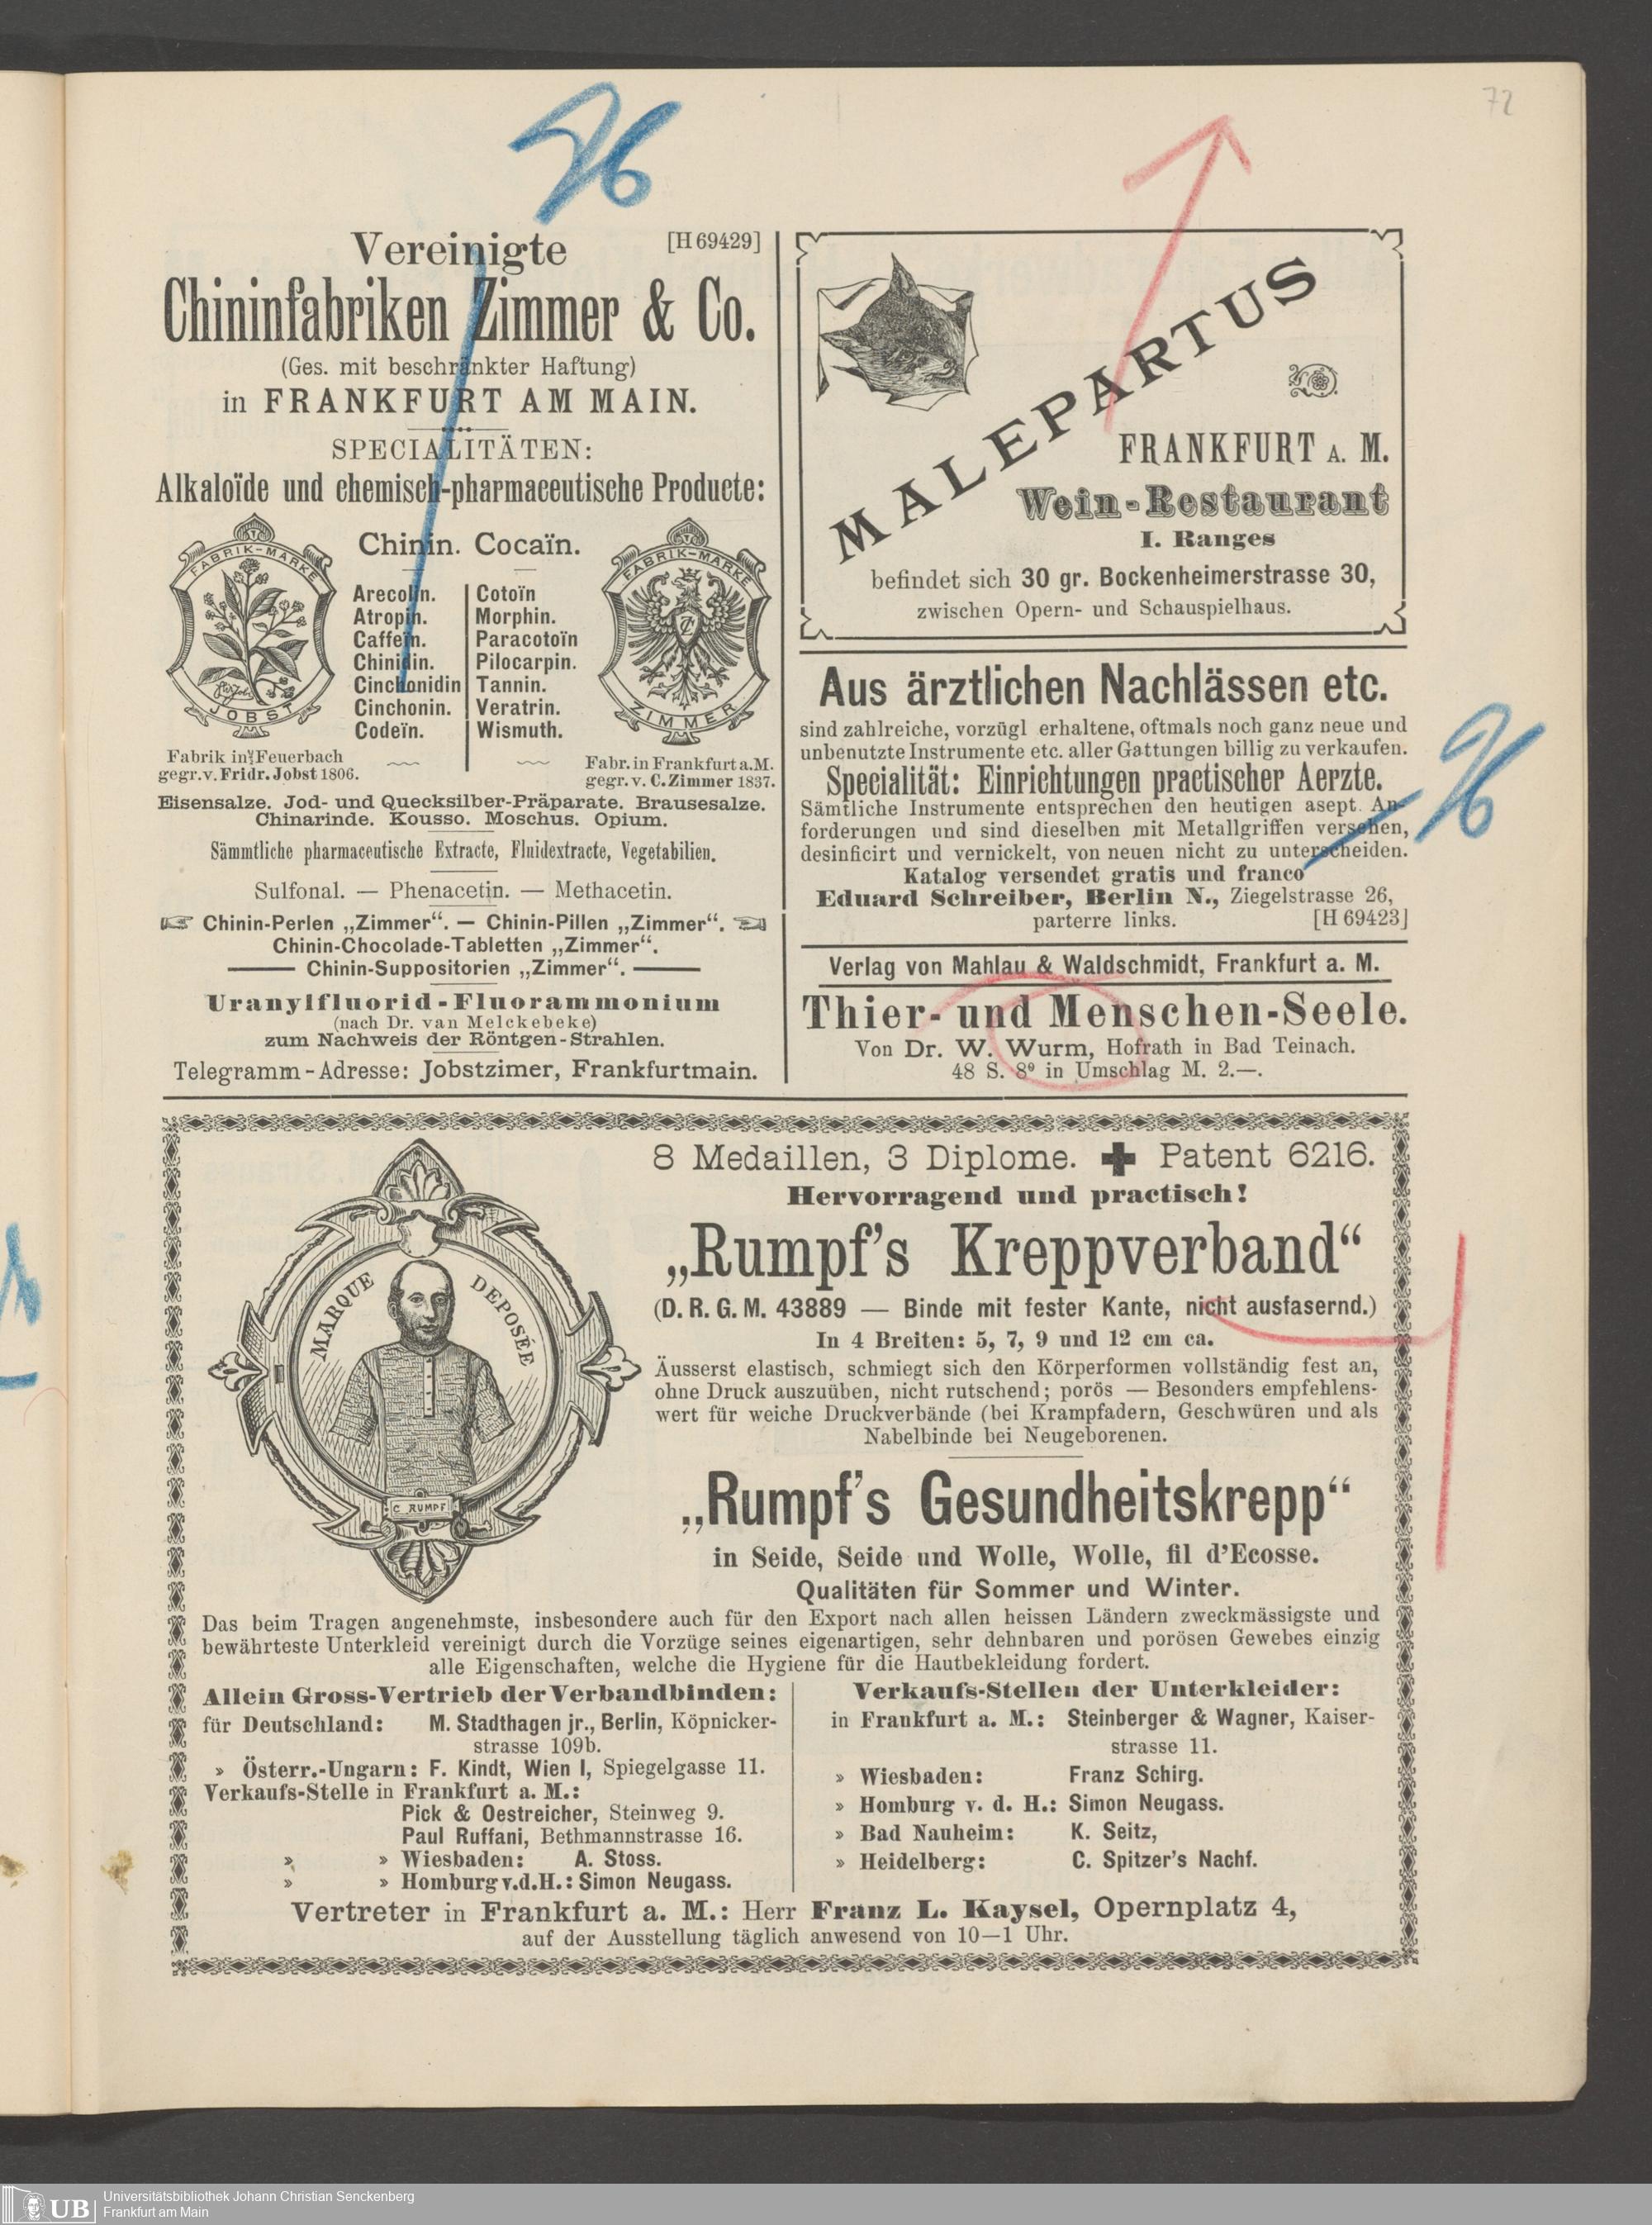 72
H
Vereinigte [H 69429]
Chininfabriken Zimmer & Co.
(Ges. mit beschränkter Haftung)
in FRANKFURT AM MAIN.
SPECIALITÄTEN:
Alkaloïde und chemisch-pharmaceutische Producte:
Chinin. Cocaïn.
FABRIK-MARKE
JOBST
Arecolin.
Atropin.
Caffeïn.
Chinidin.
Cinchonidin
Cinchonin.
Codeïn.
Cotoïn
Morphin.
Paracotoïn
Pilocarpin.
Tannin.
Veratrin.
Wismuth.
FABRIK-MARKE
Z
ZIMMER
Fabrik in Feuerbach
gegr. v. Fridr. Jobst 1806.
Fabr. in Frankfurt a. M.
gegr. v. C. Zimmer 1837.
Eisensalze. Jod- und Quecksilber-Präparate. Brausesalze.
Chinarinde. Kousso. Moschus. Opium.
Sämmtliche pharmaceutische Extracte, Fluidextracte, Vegetabilien.
Sulfonal. — Phenacetin. — Methacetin.
Chinin-Perlen „Zimmer“. — Chinin-Pillen „Zimmer“.
Chinin-Chocolade-Tabletten „Zimmer“.
Chinin-Suppositorien „Zimmer“.
Uranylfluorid-Fluorammonium
(nach Dr. van Melckebeke)
zum Nachweis der Röntgen-Strahlen.
Telegramm-Adresse: Jobstzimer, Frankfurtmain.
MALEPARTUS
FRANKFURT A. M.
Wein-Restaurant
I. Ranges
befindet sich 30 gr. Bockenheimerstrasse 30,
zwischen Opern- und Schauspielhaus.
Aus ärztlichen Nachlässen etc.
sind zahlreiche, vorzügl erhaltene, oftmals noch ganz neue und
unbenutzte Instrumente etc. aller Gattungen billig zu verkaufen.
Specialität: Einrichtungen practischer Aerzte.
Sämtliche Instrumente entsprechen den heutigen asept. An-
forderungen und sind dieselben mit Metallgriffen versehen,
desinficirt und vernickelt, von neuen nicht zu unterscheiden.
Katalog versendet gratis und franco
Eduard Schreiber, Berlin N., Ziegelstrasse 26,
parterre links. [H 69423]
Verlag von Mahlau & Waldschmidt, Frankfurt a. M.
Thier- und Menschen-Seele.
Von Dr. W. Wurm, Hofrath in Bad Teinach.
48 S. 8° in Umschlag M. 2.—.
MARQUE DEPOSÉE
C RUMPF
8 Medaillen, 3 Diplome. ✚ Patent 6216.
Hervorragend und practisch!
„Rumpf's Kreppverband“
(D. R. G. M. 43889 — Binde mit fester Kante, nicht ausfasernd.)
In 4 Breiten: 5, 7, 9 und 12 cm ca.
Äusserst elastisch, schmiegt sich den Körperformen vollständig fest an,
ohne Druck auszuüben, nicht rutschend; porös — Besonders empfehlens-
wert für weiche Druckverbände (bei Krampfadern, Geschwüren und als
Nabelbinde bei Neugeborenen.
„Rumpf's Gesundheitskrepp“
in Seide, Seide und Wolle, Wolle, fil d'Ecosse.
Qualitäten für Sommer und Winter.
Das beim Tragen angenehmste, insbesondere auch für den Export nach allen heissen Ländern zweckmässigste und
bewährteste Unterkleid vereinigt durch die Vorzüge seines eigenartigen, sehr dehnbaren und porösen Gewebes einzig
alle Eigenschaften, welche die Hygiene für die Hautbekleidung fordert.
Allein Gross-Vertrieb der Verbandbinden:
für Deutschland: M. Stadthagen jr., Berlin, Köpnicker-
strasse 109b.
» Österr.-Ungarn: F. Kindt, Wien I, Spiegelgasse 11.
Verkaufs-Stelle in Frankfurt a. M.:
Pick & Oestreicher, Steinweg 9.
Paul Ruffani, Bethmannstrasse 16.
» » Wiesbaden: A. Stoss.
» » Homburg v.d.H.: Simon Neugass.
Verkaufs-Stellen der Unterkleider:
in Frankfurt a. M.: Steinberger & Wagner, Kaiser-
strasse 11.
» Wiesbaden: Franz Schirg.
» Homburg v. d. H.: Simon Neugass.
» Bad Nauheim: K. Seitz,
» Heidelberg: C. Spitzer's Nachf.
Vertreter in Frankfurt a. M.: Herr Franz L. Kaysel, Opernplatz 4,
auf der Ausstellung täglich anwesend von 10—1 Uhr.
UB
Universitätsbibliothek Johann Christian Senckenberg
Frankfurt am Main